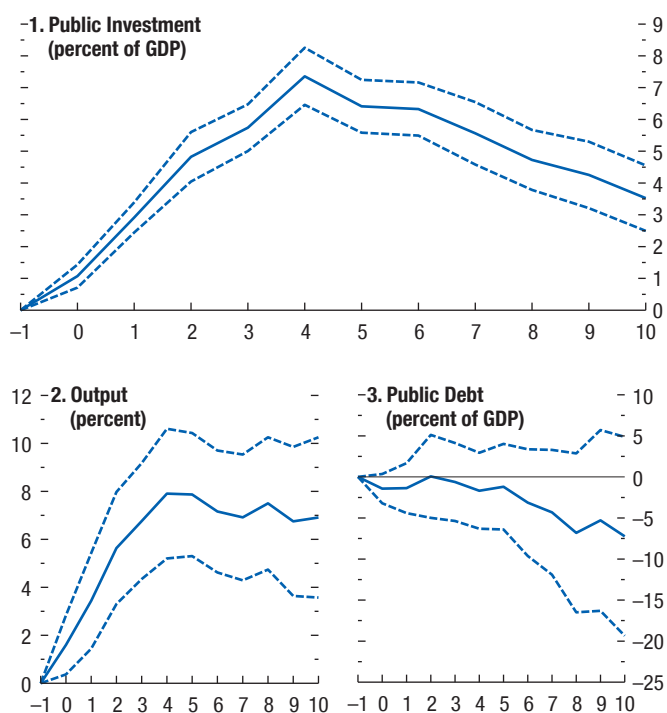 1. Public Investment
(percent of GDP)
9
8
7
6
5
4
3
2
1
0
–1 0 1 2 3 4 5 6 7 8 9 10
2. Output
(percent)
12
10
8
6
4
2
0
–1 0 1 2 3 4 5 6 7 8 9 10
3. Public Debt
(percent of GDP)
10
5
0
–5
–10
–15
–20
–25
–1 0 1 2 3 4 5 6 7 8 9 10